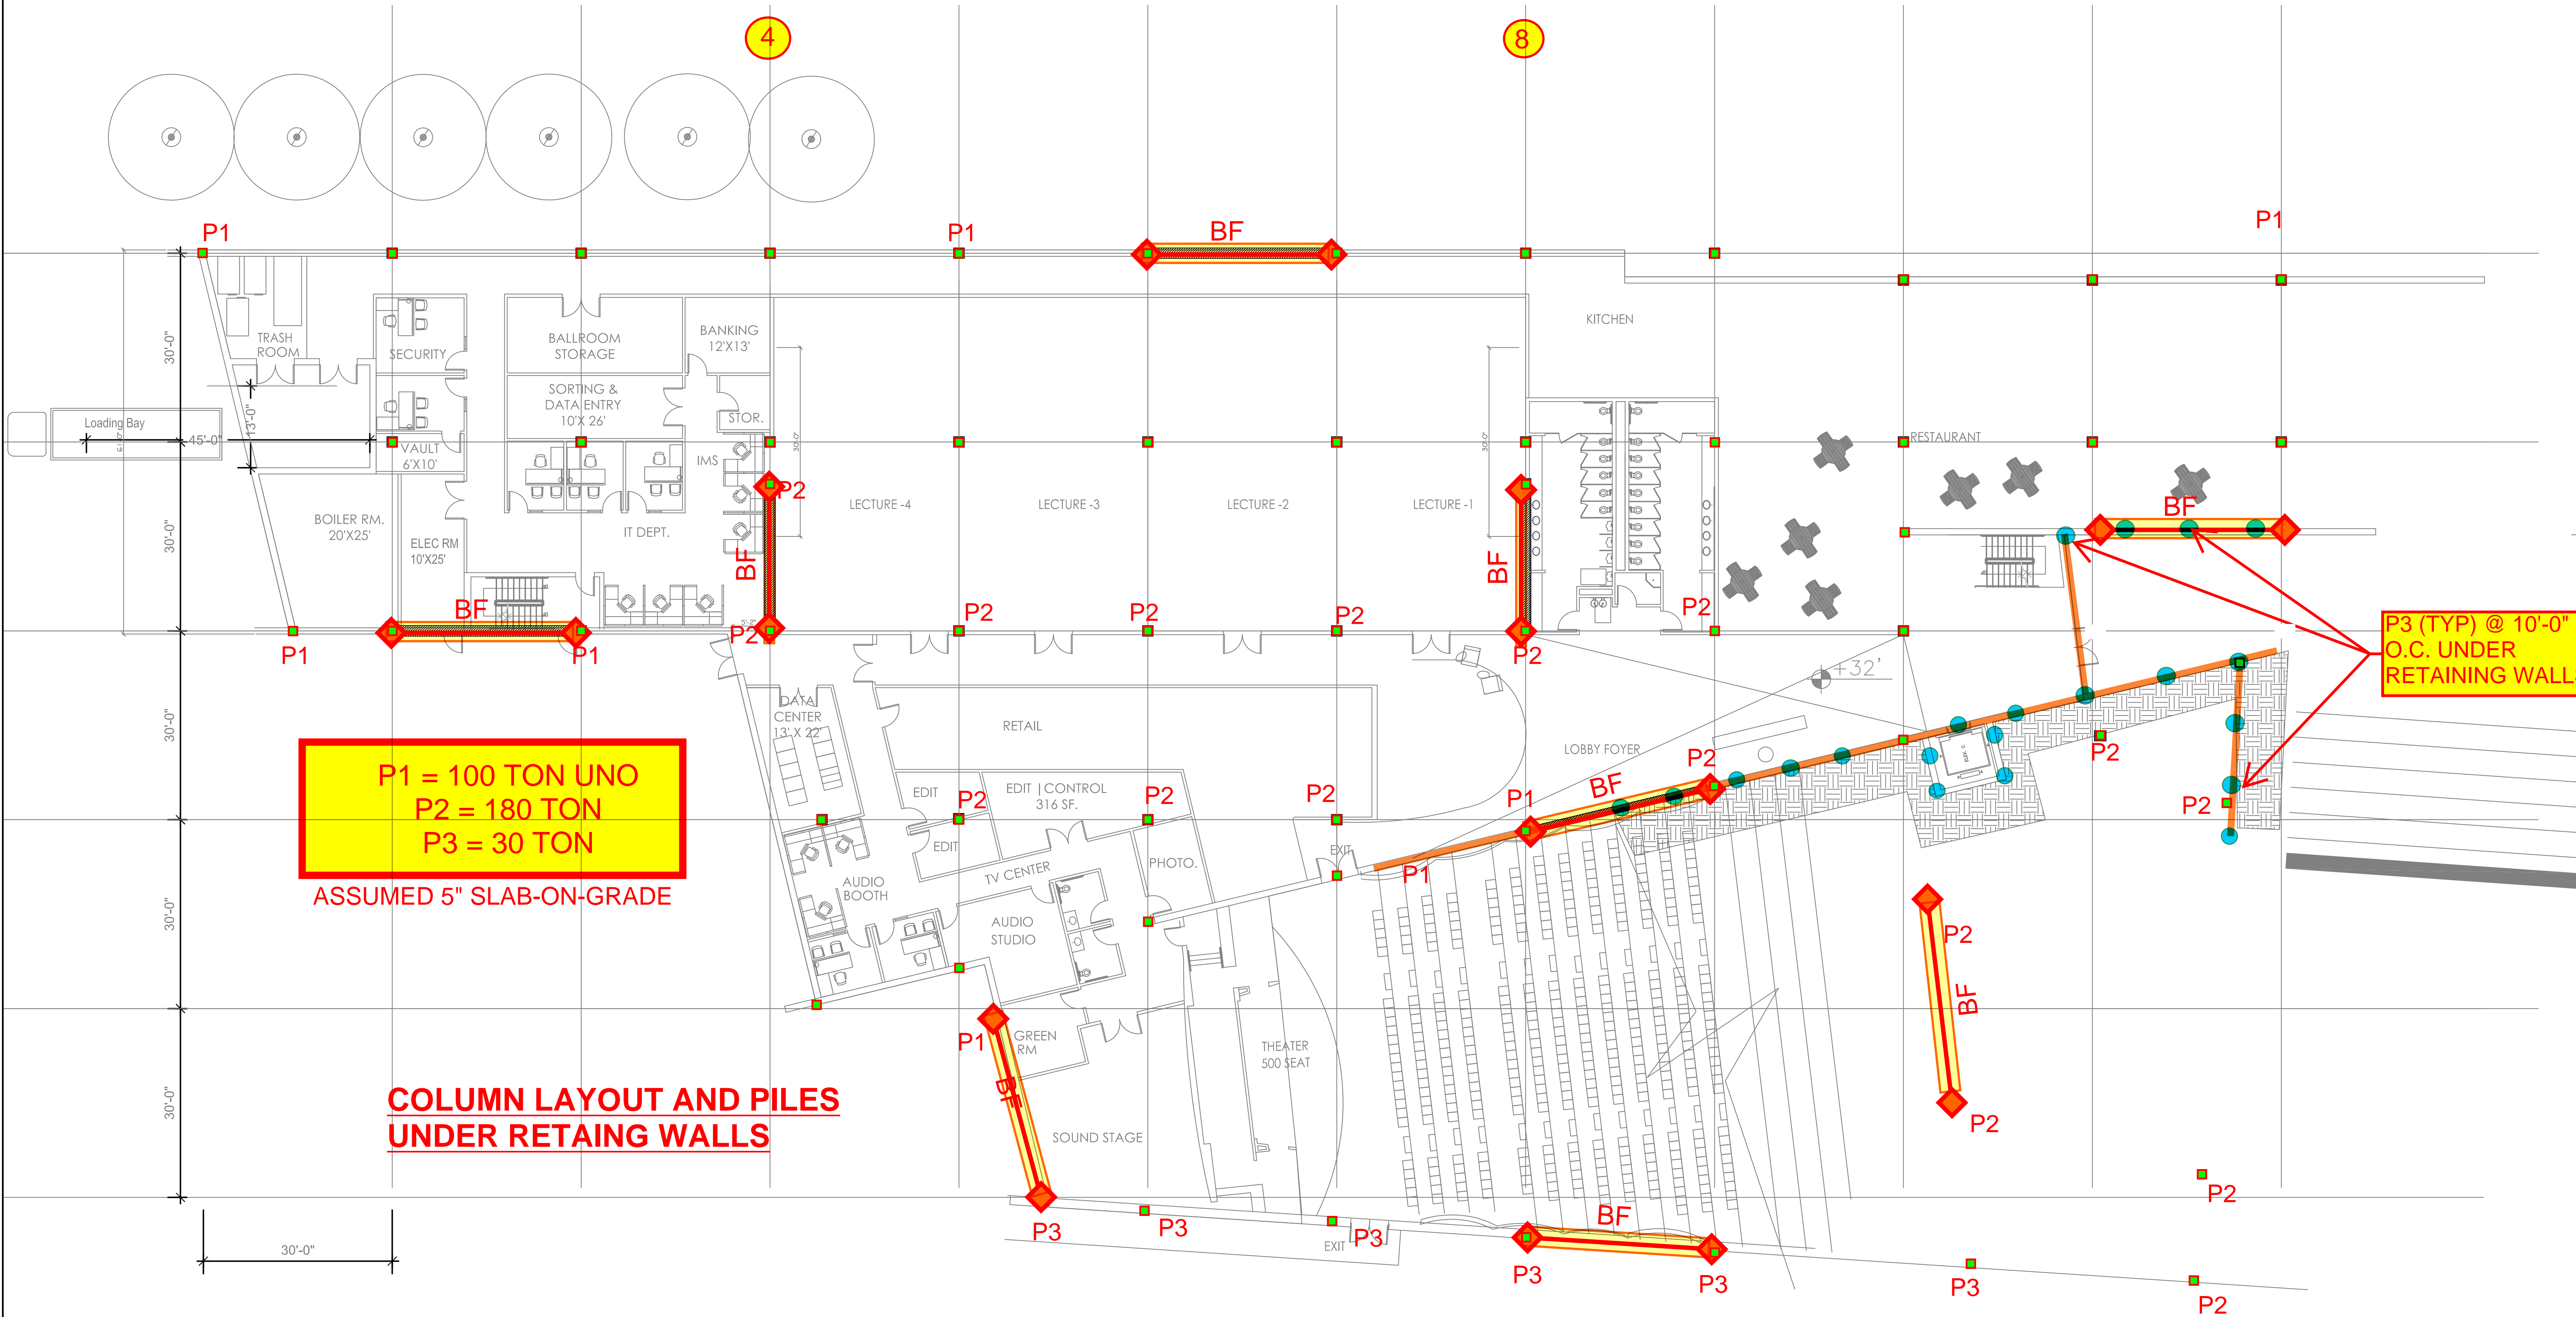 4
8
P1
P1
BF
P1
30'-0"
TRASH
ROOM
SECURITY
BALLROOM
STORAGE
BANKING
12'X13'
KITCHEN
SORTING &
DATA ENTRY
10'X 26'
STOR.
Loading Bay
45'-0"
13'-0"
VAULT
6'X10'
IMS
30'-0"
30'-0"
RESTAURANT
P2
LECTURE -4
LECTURE -3
LECTURE -2
LECTURE -1
BF
30'-0"
BOILER RM.
20'X25'
ELEC RM
10'X25'
IT DEPT.
BF
BF
BF
P2
P2
P2
P2
P2
5'-2"
P1
P1
P2
P3 (TYP) @ 10'-0"
O.C. UNDER
RETAINING WALL
+32'
30'-0"
DATA
CENTER
13' X 22'
RETAIL
LOBBY FOYER
P2
P2
P1 = 100 TON UNO
P2 = 180 TON
P3 = 30 TON
ASSUMED 5" SLAB-ON-GRADE
EDIT
EDIT | CONTROL
316 SF.
P2
P2
P2
P1
BF
P2
EDIT
EXIT
PHOTO.
TV CENTER
P1
AUDIO
BOOTH
30'-0"
AUDIO
STUDIO
P2
BF
P1
GREEN
RM
THEATER
500 SEAT
BF
COLUMN LAYOUT AND PILES
UNDER RETAING WALLS
30'-0"
SOUND STAGE
P2
P2
BF
P3
P3
P3
EXIT
30'-0"
P3
P3
P3
P2